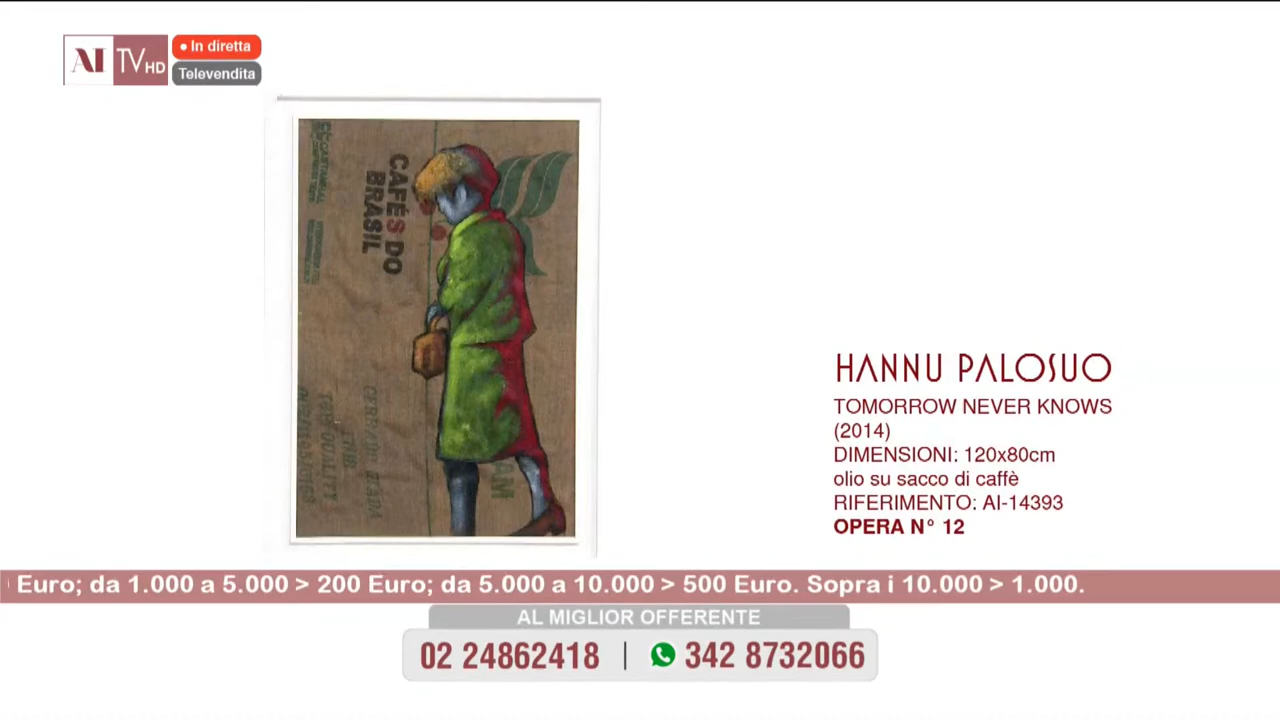 AI TV HD
In diretta
Televendita
CAFÉS DO
BRASIL
HANNU PALOSUO
TOMORROW NEVER KNOWS
(2014)
DIMENSIONI: 120x80cm
olio su sacco di caffè
RIFERIMENTO: AI-14393
OPERA N° 12
Euro; da 1.000 a 5.000 > 200 Euro; da 5.000 a 10.000 > 500 Euro. Sopra i 10.000 > 1.000.
AL MIGLIOR OFFERENTE
02 24862418 | 342 8732066